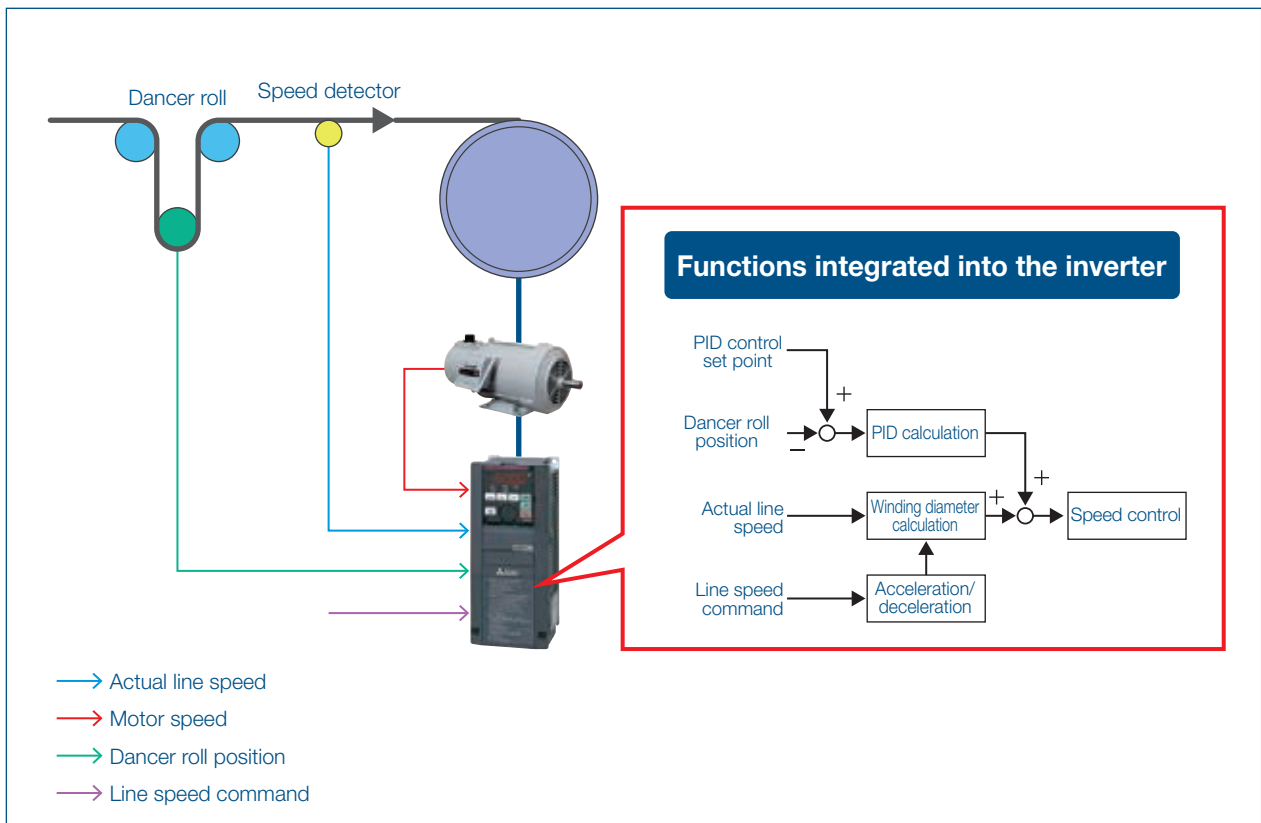 Dancer roll
Speed detector
Functions integrated into the inverter
PID control
set point
+
Dancer roll
position
−
PID calculation
+
Actual line
speed
Winding diameter
calculation
+
Speed control
Line speed
command
Acceleration/
deceleration
Actual line speed
Motor speed
Dancer roll position
Line speed command